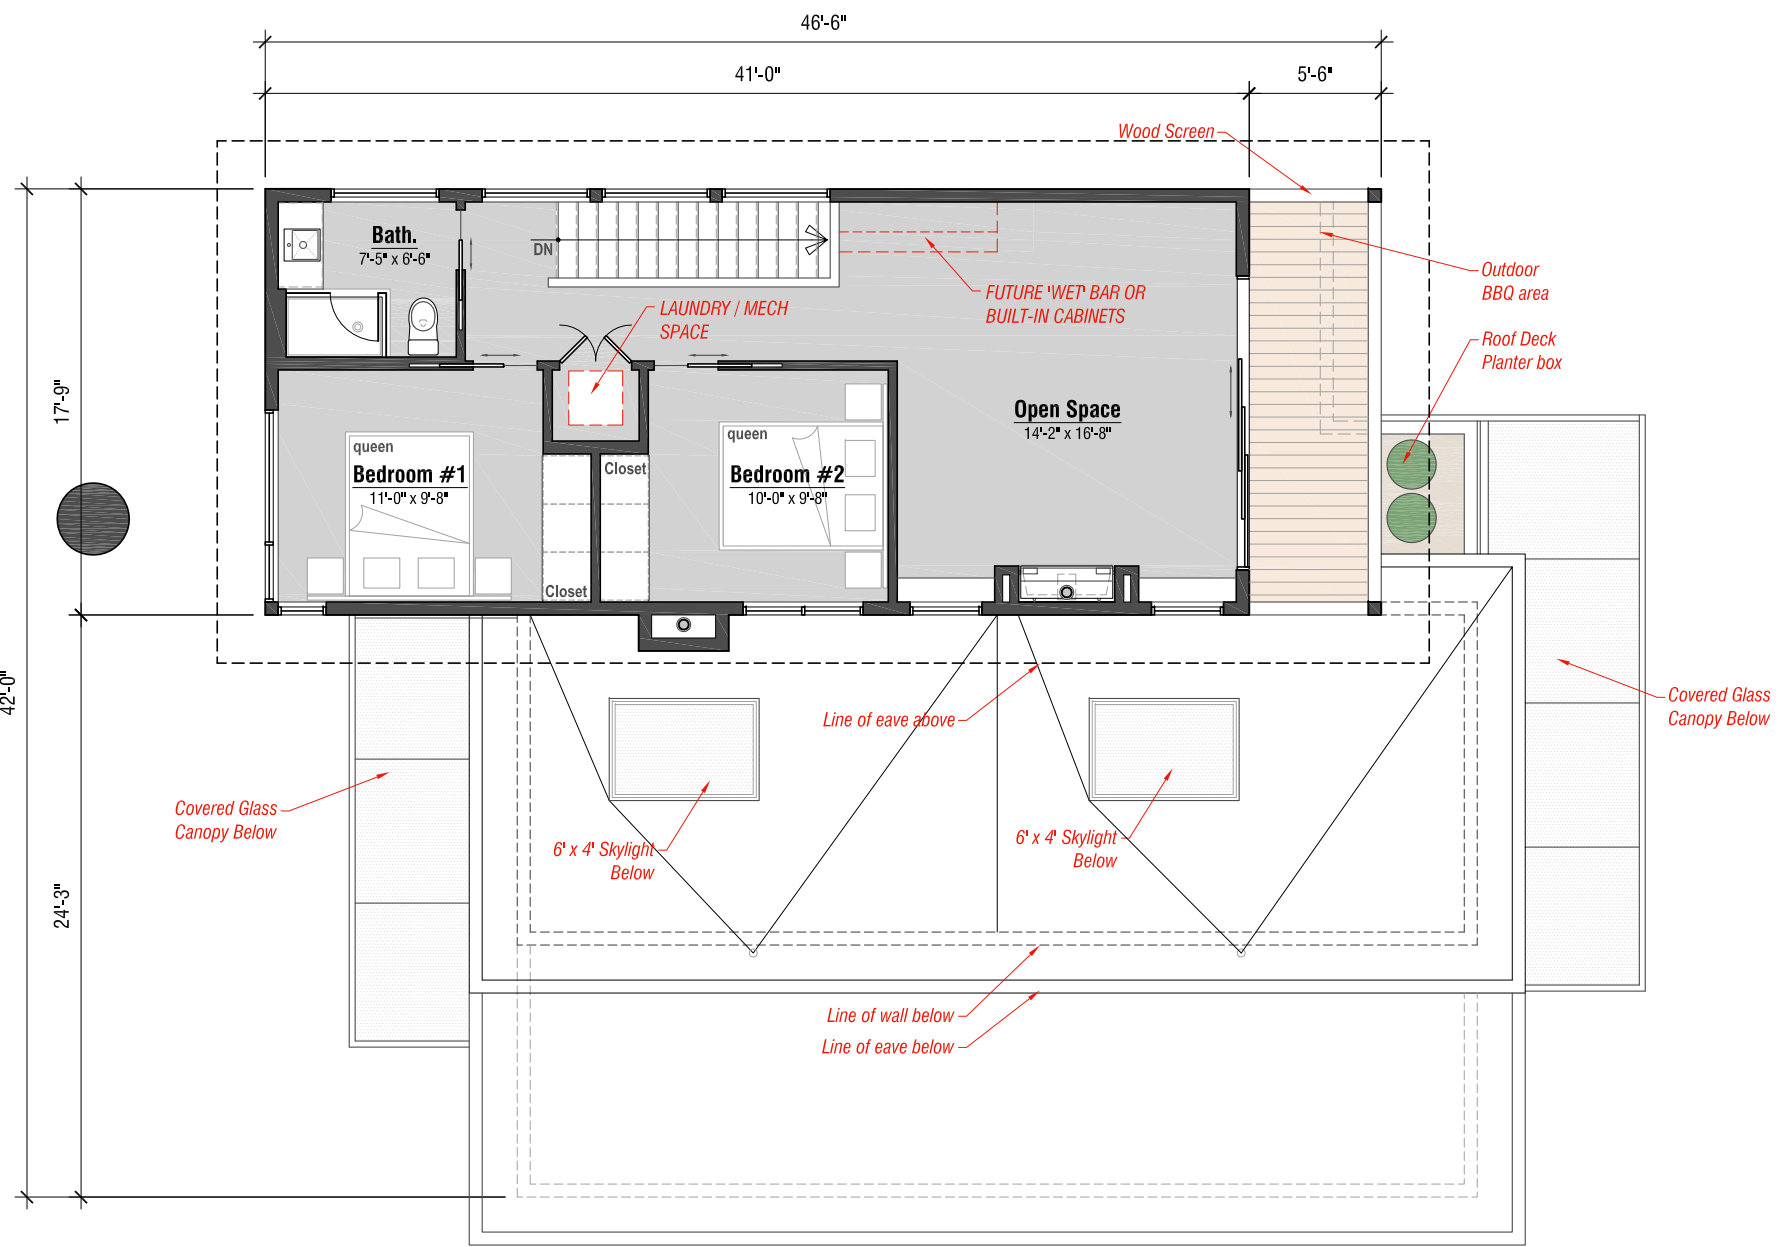 46'-6"
41'-0"
5'-6"
Wood Screen
Bath.
7'-5" x 6'-6"
DN
Outdoor
BBQ area
FUTURE 'WET' BAR OR
BUILT-IN CABINETS
LAUNDRY / MECH
SPACE
Roof Deck
Planter box
17'-9"
Open Space
14'-2" x 16'-8"
queen
Bedroom #1
11'-0" x 9'-8"
Closet
Closet
queen
Bedroom #2
10'-0" x 9'-8"
42'-0"
Line of eave above
Covered Glass
Canopy Below
Covered Glass
Canopy Below
6' x 4' Skylight
Below
6' x 4' Skylight
Below
24'-3"
Line of wall below
Line of eave below